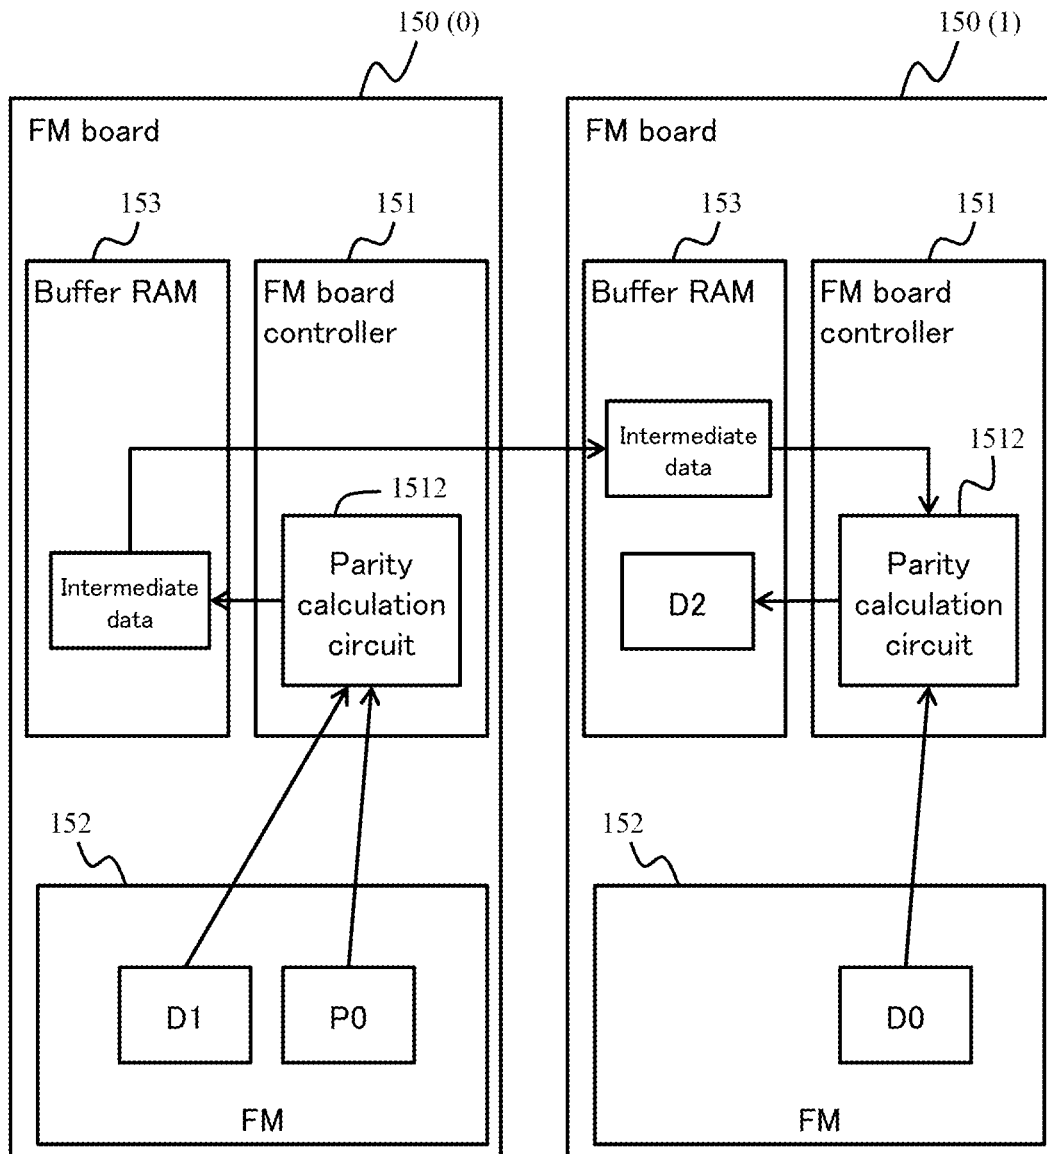 150 (0)
150 (1)
FM board
FM board
153
151
153
151
Buffer RAM
FM board
controller
Buffer RAM
FM board
controller
Intermediate
data
1512
1512
Parity
calculation
circuit
Intermediate
data
D2
Parity
calculation
circuit
152
152
D1
P0
D0
FM
FM